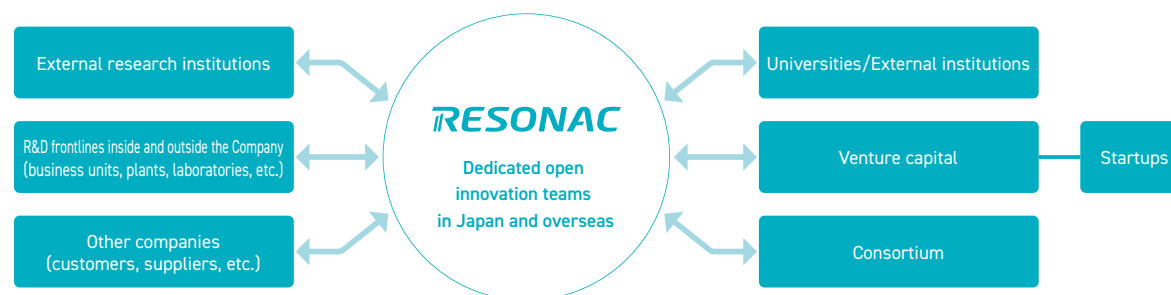 External research institutions
R&D frontlines inside and outside the Company
(business units, plants, laboratories, etc.)
Other companies
(customers, suppliers, etc.)
RESONAC
Dedicated open
innovation teams
in Japan and overseas
Universities/External institutions
Venture capital
Startups
Consortium